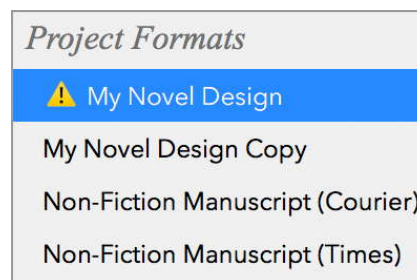 Project Formats
My Novel Design
My Novel Design Copy
Non-Fiction Manuscript (Courier)
Non-Fiction Manuscript (Times)